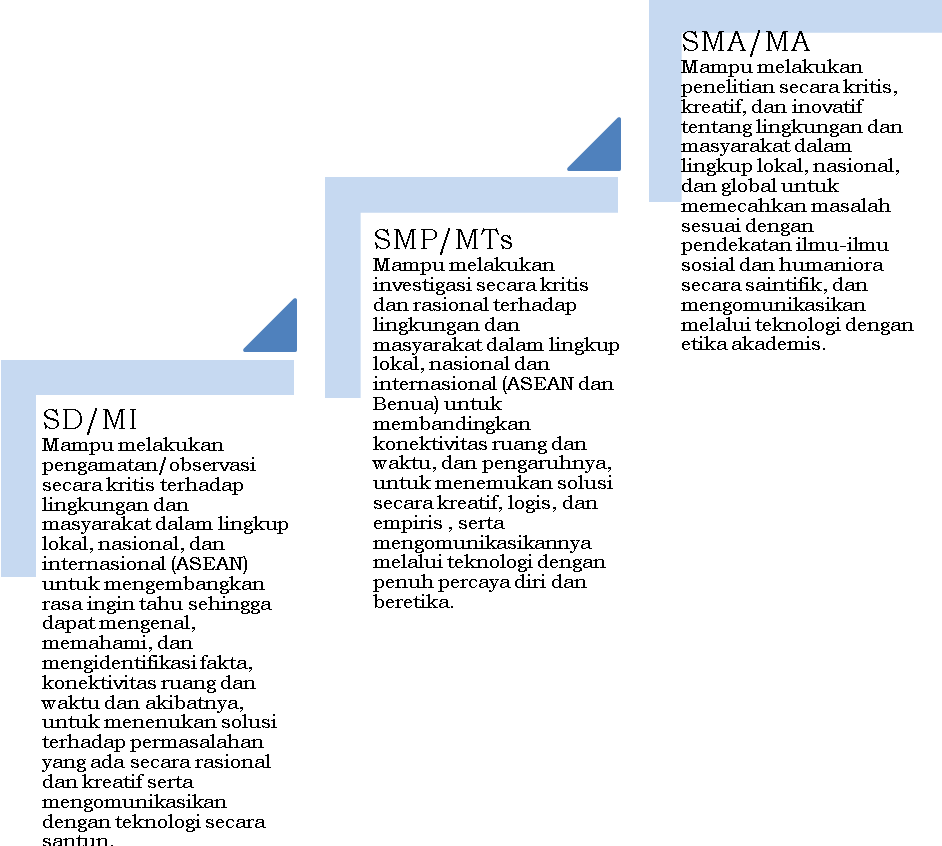 SMA/MA
Mampu melakukan
penelitian secara kritis,
kreatif, dan inovatif
tentang lingkungan dan
masyarakat dalam
lingkup lokal, nasional,
dan global untuk
memecahkan masalah
sesuai dengan
pendekatan ilmu-ilmu
sosial dan humaniora
secara saintifik, dan
mengomunikasikan
melalui teknologi dengan
etika akademis.
SMP/MTs
Mampu melakukan
investigasi secara kritis
dan rasional terhadap
lingkungan dan
masyarakat dalam lingkup
lokal, nasional dan
internasional (ASEAN dan
Benua) untuk
membandingkan
konektivitas ruang dan
waktu, dan pengaruhnya,
untuk menemukan solusi
secara kreatif, logis, dan
empiris , serta
mengomunikasikannya
melalui teknologi dengan
penuh percaya diri dan
beretika.
SD/MI
Mampu melakukan
pengamatan/observasi
secara kritis terhadap
lingkungan dan
masyarakat dalam lingkup
lokal, nasional, dan
internasional (ASEAN)
untuk mengembangkan
rasa ingin tahu sehingga
dapat mengenal,
memahami, dan
mengidentifikasi fakta,
konektivitas ruang dan
waktu dan akibatnya,
untuk menenukan solusi
terhadap permasalahan
yang ada secara rasional
dan kreatif serta
mengomunikasikan
dengan teknologi secara
santun.